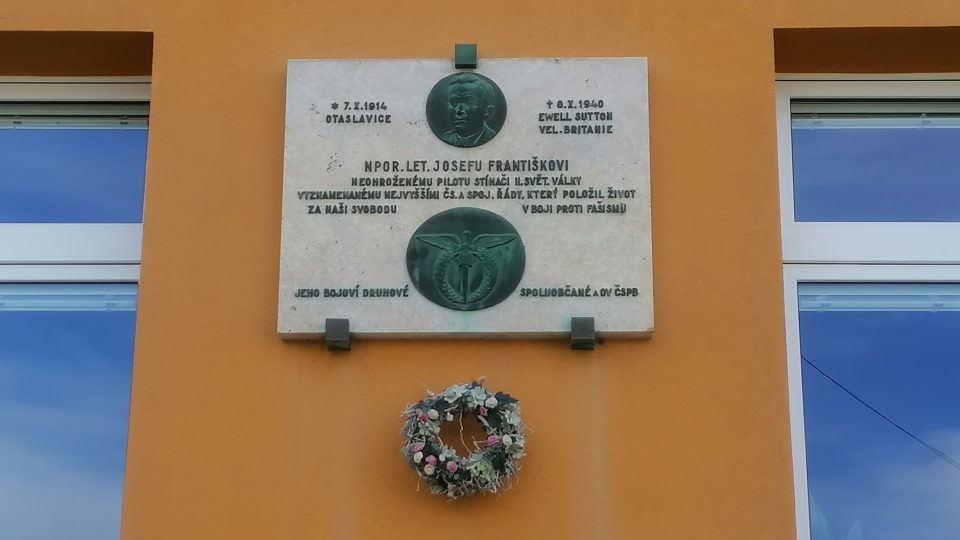 * 7.X.1914
OTASLAVICE
✝ 8.X.1940
EWELL SUTTON
VEL.BRITANIE
NPOR.LET.JOSEFU FRANTIŠKOVI
NEOHROŽENÉMU PILOTU STÍHAČI II.SVĚT.VÁLKY
VYZNAMENANÉMU NEJVYŠŠÍMI ČS.A SPOJ.ŘÁDY, KTERÝ POLOŽIL ŽIVOT
ZA NAŠI SVOBODU V BOJI PROTI FAŠISMU
JEHO BOJOVÍ DRUHOVÉ SPOLUOBČANÉ A OV ČSPB